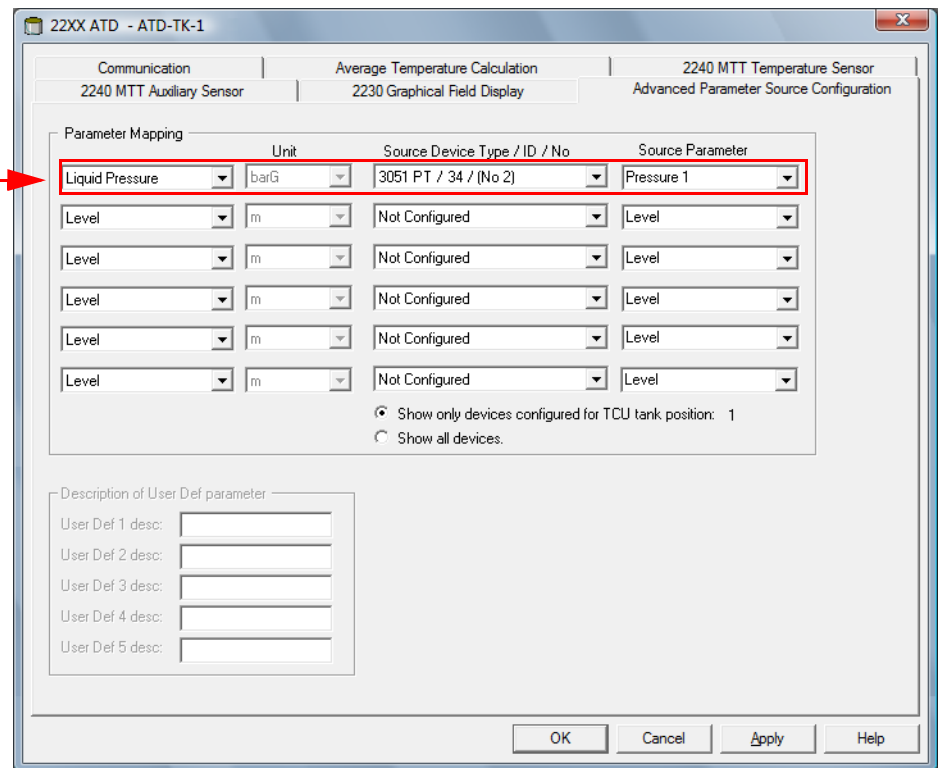 22XX ATD - ATD-TK-1
Communication Average Temperature Calculation 2240 MTT Temperature Sensor
2240 MTT Auxiliary Sensor 2230 Graphical Field Display Advanced Parameter Source Configuration
Parameter Mapping
Unit Source Device Type / ID / No Source Parameter
Liquid Pressure barG 3051 PT / 34 / (No 2) Pressure 1
Level m Not Configured Level
Level m Not Configured Level
Level m Not Configured Level
Level m Not Configured Level
Level m Not Configured Level
Show only devices configured for TCU tank position: 1
Show all devices.
Description of User Def parameter
User Def 1 desc:
User Def 2 desc:
User Def 3 desc:
User Def 4 desc:
User Def 5 desc:
OK Cancel Apply Help